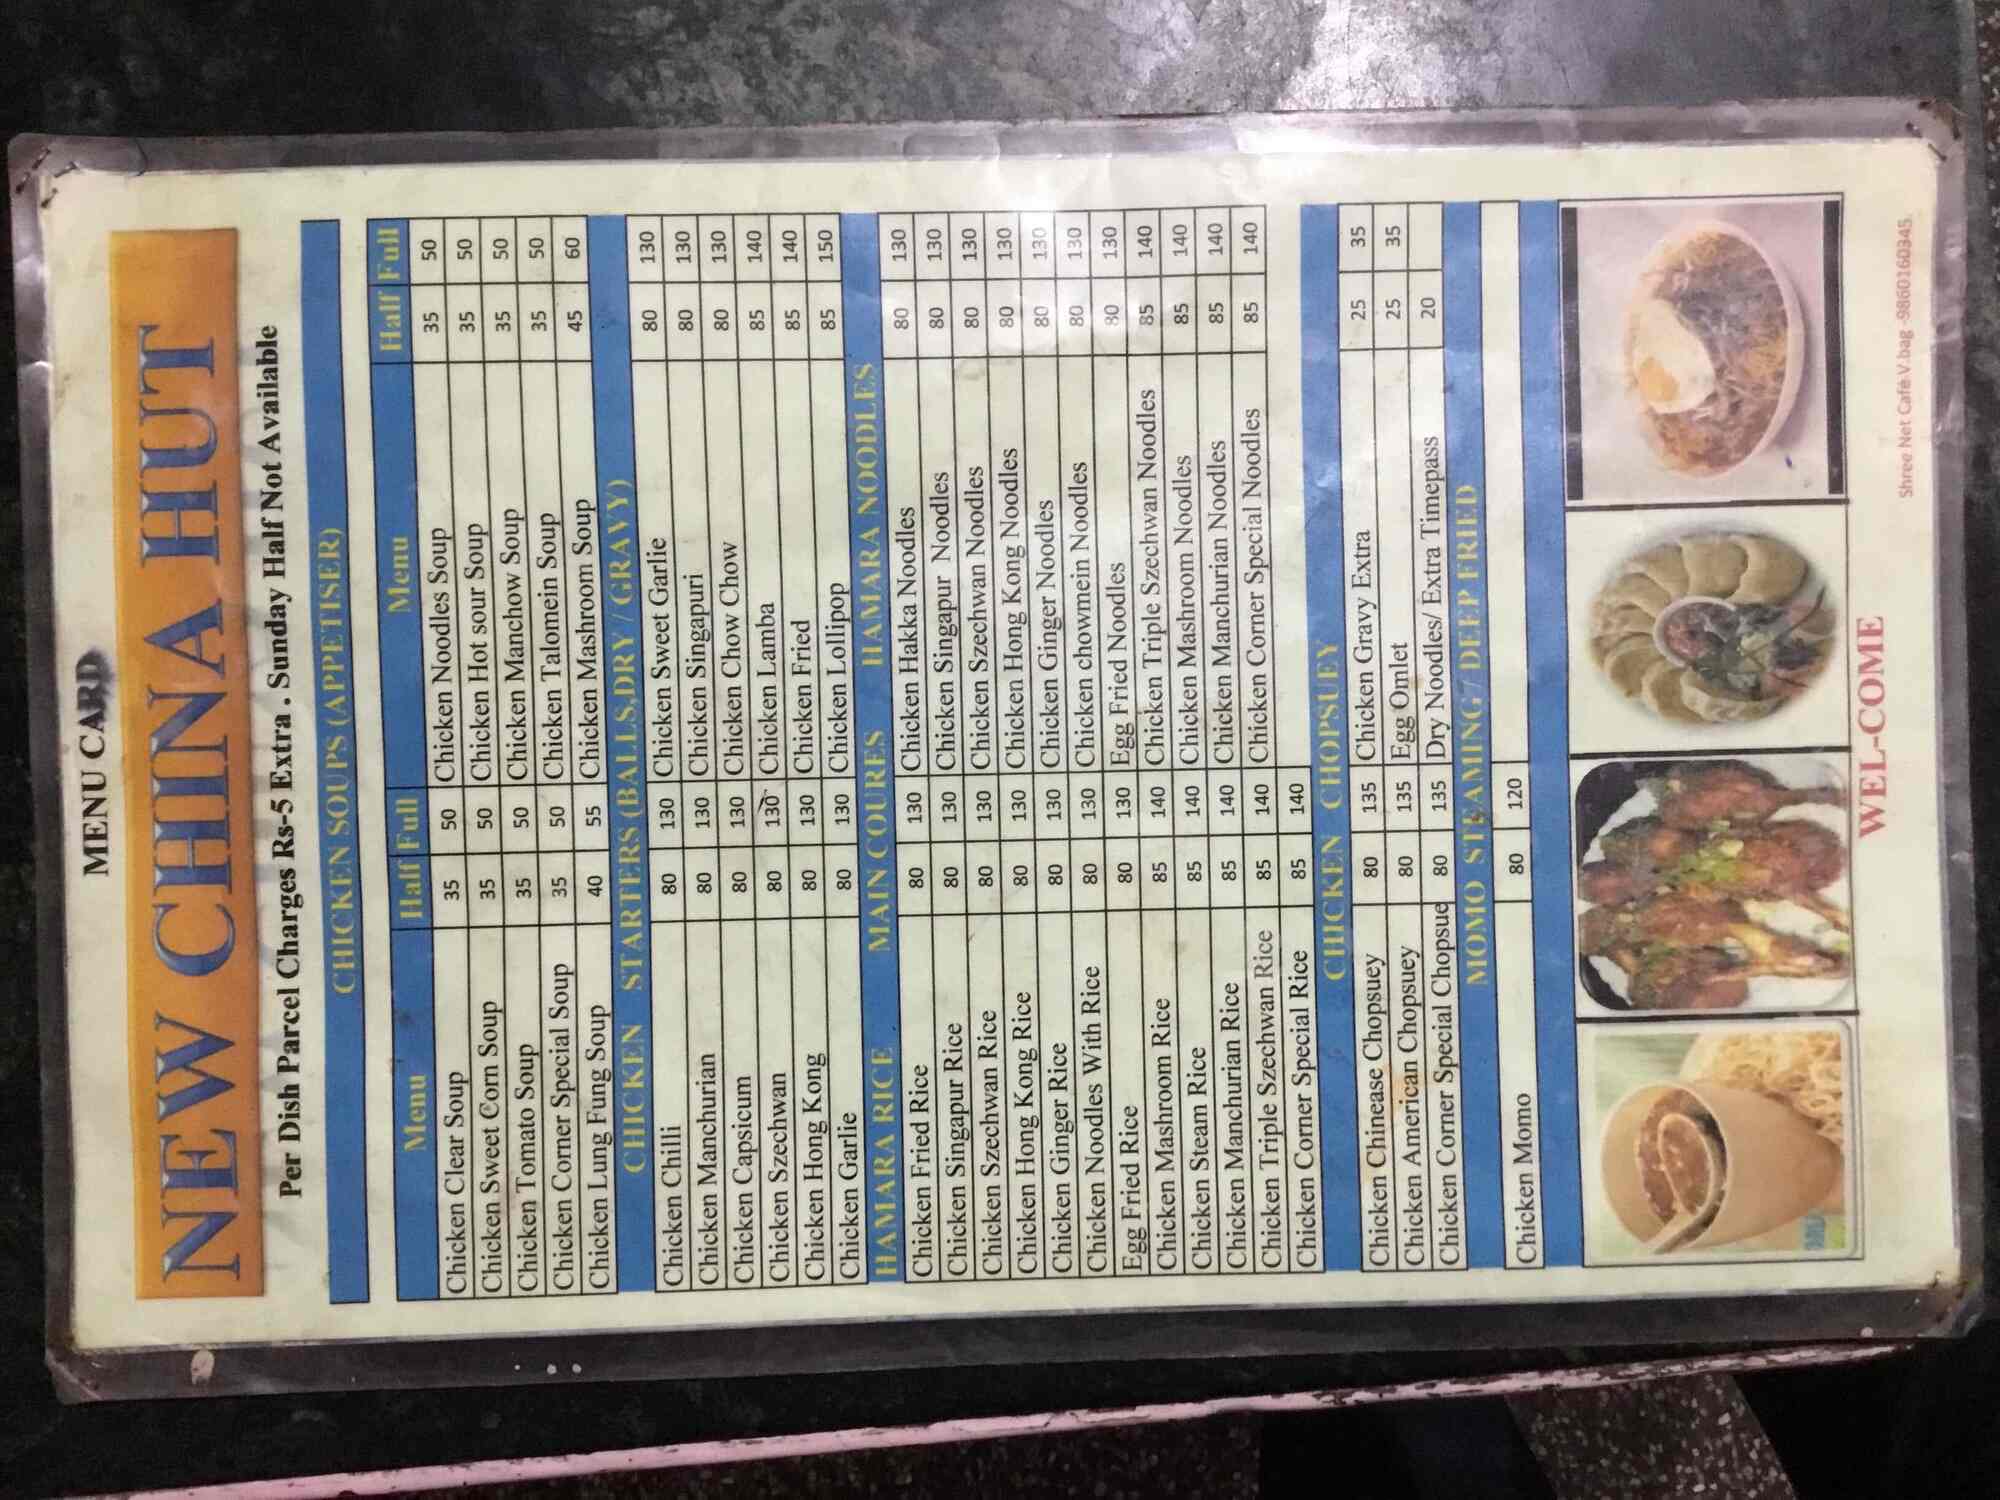 MENU CARD
NEW CHINA HUT
Per Dish Parcel Charges Rs-5 Extra . Sunday Half Not Available
CHICKEN SOUPS (APPETISER)
Menu Half Full Menu Half Full
Chicken Clear Soup 35 50 Chicken Noodles Soup 35 50
Chicken Sweet Corn Soup 35 50 Chicken Hot sour Soup 35 50
Chicken Tomato Soup 35 50 Chicken Manchow Soup 35 50
Chicken Corner Special Soup 35 50 Chicken Talomein Soup 35 50
Chicken Lung Fung Soup 40 55 Chicken Mashroom Soup 45 60
CHICKEN STARTERS (BALLS,DRY / GRAVY)
Chicken Chilli 80 130 Chicken Sweet Garlie 80 130
Chicken Manchurian 80 130 Chicken Singapuri 80 130
Chicken Capsicum 80 130 Chicken Chow Chow 80 130
Chicken Szechwan 80 130 Chicken Lamba 85 140
Chicken Hong Kong 80 130 Chicken Fried 85 140
Chicken Garlie 80 130 Chicken Lollipop 85 150
HAMARA RICE MAIN COURES HAMARA NOODLES
Chicken Fried Rice 80 130 Chicken Hakka Noodles 80 130
Chicken Singapur Rice 80 130 Chicken Singapur Noodles 80 130
Chicken Szechwan Rice 80 130 Chicken Szechwan Noodles 80 130
Chicken Hong Kong Rice 80 130 Chicken Hong Kong Noodles 80 130
Chicken Ginger Rice 80 130 Chicken Ginger Noodles 80 130
Chicken Noodles With Rice 80 130 Chicken chowmein Noodles 80 130
Egg Fried Rice 80 130 Egg Fried Noodles 80 130
Chicken Mashroom Rice 85 140 Chicken Triple Szechwan Noodles 85 140
Chicken Steam Rice 85 140 Chicken Mashroom Noodles 85 140
Chicken Manchurian Rice 85 140 Chicken Manchurian Noodles 85 140
Chicken Triple Szechwan Rice 85 140 Chicken Corner Special Noodles 85 140
Chicken Corner Special Rice 85 140
CHICKEN CHOPSUEY
Chicken Chinease Chopsuey 80 135 Chicken Gravy Extra 25 35
Chicken American Chopsuey 80 135 Egg Omlet 25 35
Chicken Corner Special Chopsue 80 135 Dry Noodles/ Extra Timepass 20
MOMO STEAMING / DEEP FRIED
Chicken Momo 80 120
WEL-COME
Shree Net Café V.bag -9860160345